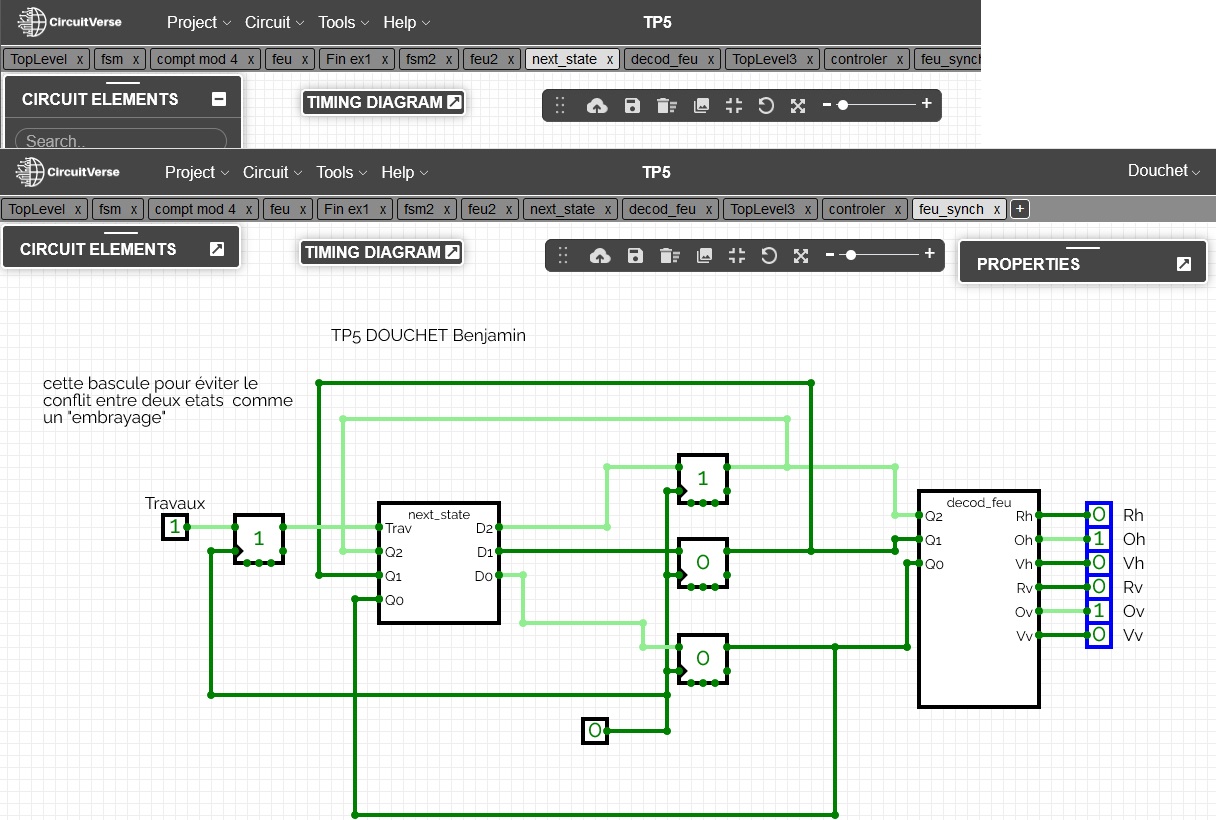 CircuitVerse Project Circuit Tools Help TP5
TopLevel x fsm x compt mod 4 x feu x Fin ex1 x fsm2 x feu2 x next_state x decod_feu x TopLevel3 x controler x feu_synch
CIRCUIT ELEMENTS
TIMING DIAGRAM
Search..
CircuitVerse Project Circuit Tools Help TP5 Douchet
TopLevel x fsm x compt mod 4 x feu x Fin ex1 x fsm2 x feu2 x next_state x decod_feu x TopLevel3 x controler x feu_synch x +
CIRCUIT ELEMENTS
TIMING DIAGRAM
PROPERTIES
TP5 DOUCHET Benjamin
cette bascule pour éviter le
conflit entre deux etats comme
un "embrayage"
Travaux
1
1
next_state
Trav
Q2
Q1
Q0
D2
D1
D0
1
0
0
0
decod_feu
Q2
Q1
Q0
Rh 0 Rh
Oh 1 Oh
Vh 0 Vh
Rv 0 Rv
Ov 1 Ov
Vv 0 Vv